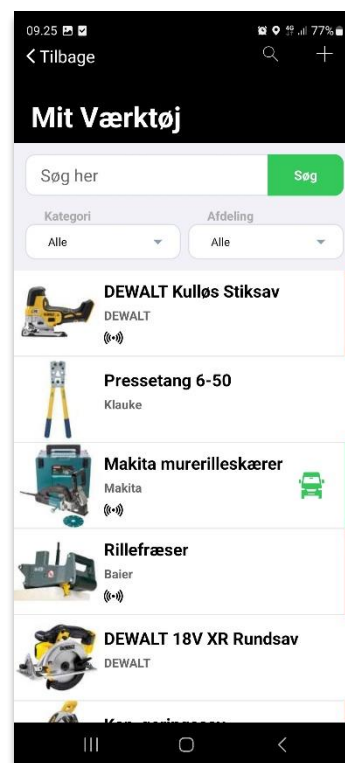 09.25
4G
77%
Tilbage
Mit Værktøj
Søg her
Søg
Kategori
Afdeling
Alle
Alle
DEWALT Kulløs Stiksav
DEWALT
Pressetang 6-50
Klauke
Makita murerilleskærer
Makita
Rillefræser
Baier
DEWALT 18V XR Rundsav
DEWALT